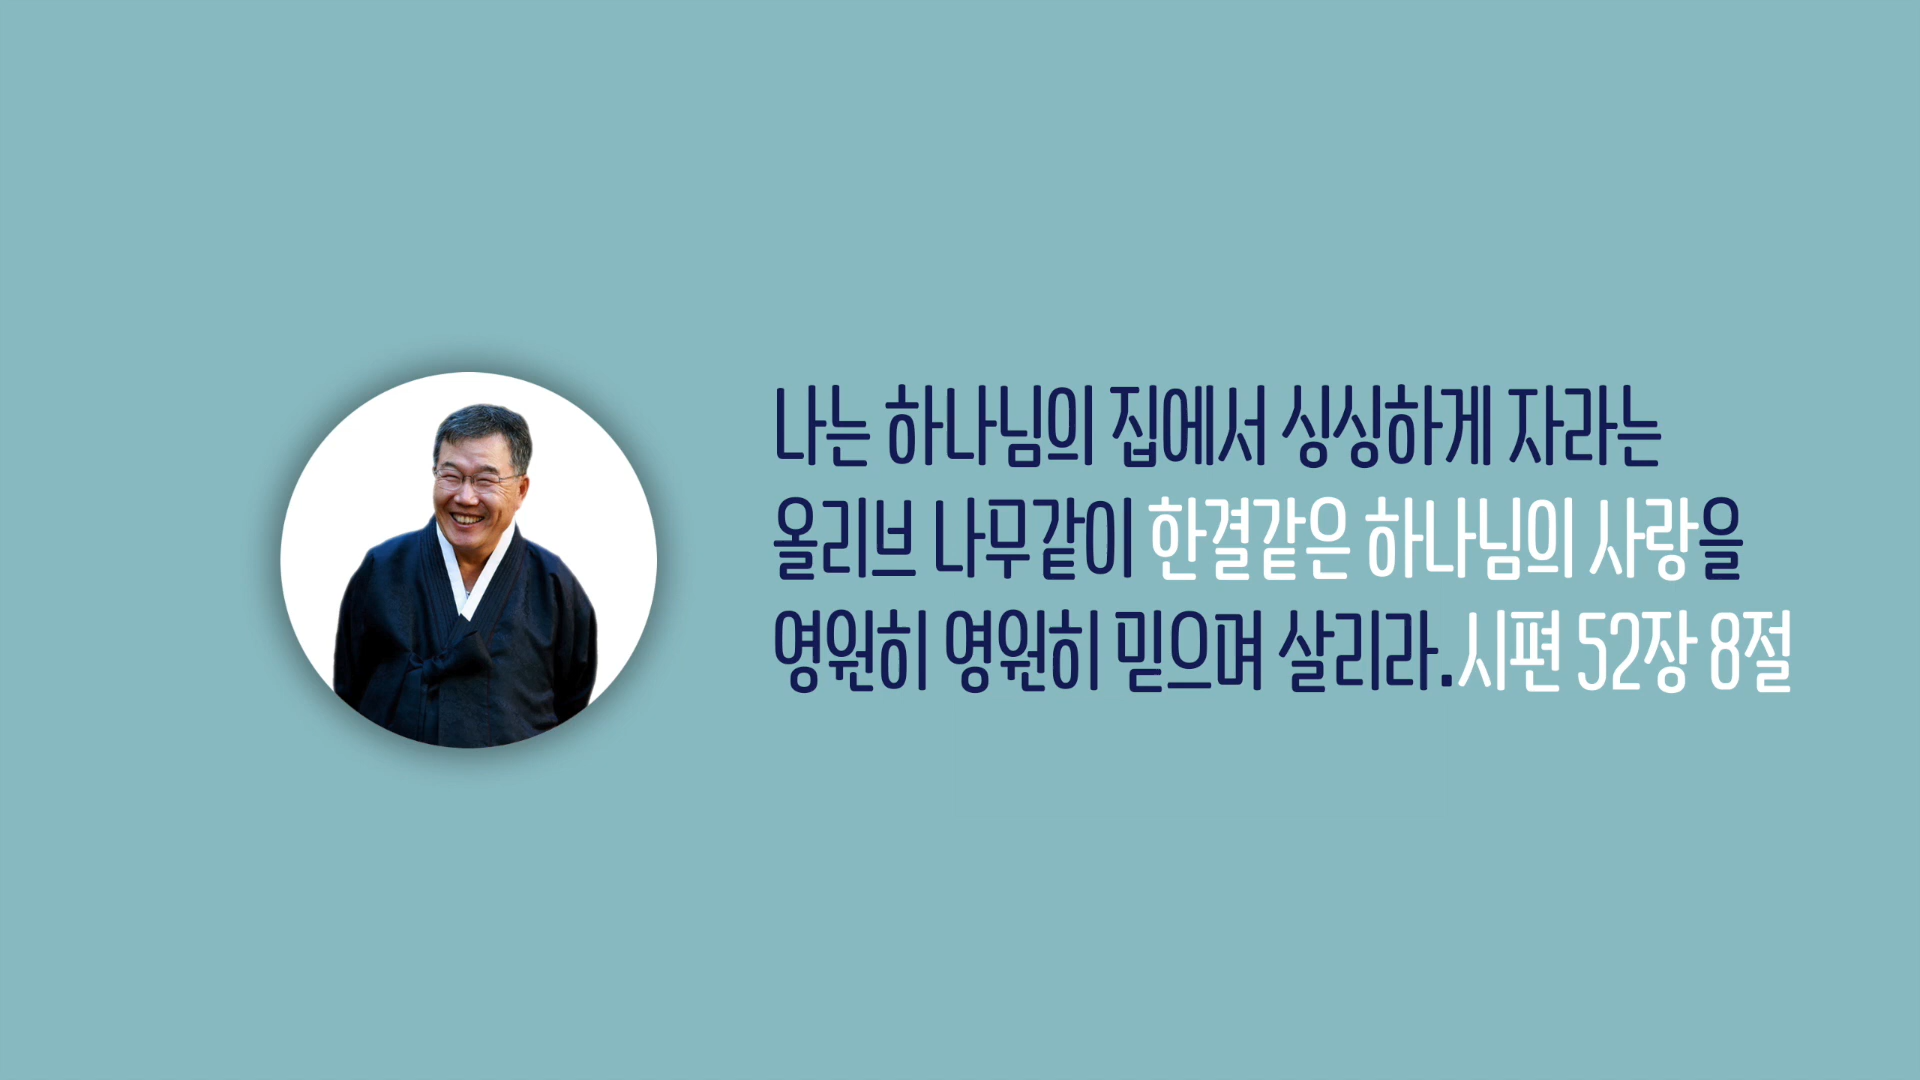 나는 하나님의 집에서 싱싱하게 자라는
올리브 나무같이 한결같은 하나님의 사랑을
영원히 영원히 믿으며 살리라.시편 52장 8절